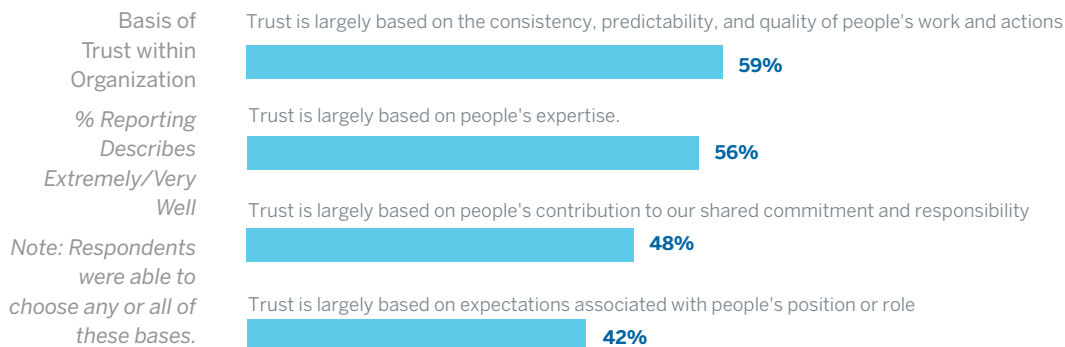 Basis of
Trust within
Organization
% Reporting
Describes
Extremely/Very
Well
Note: Respondents
were able to
choose any or all of
these bases.
Trust is largely based on the consistency, predictability, and quality of people's work and actions
59%
Trust is largely based on people's expertise.
56%
Trust is largely based on people's contribution to our shared commitment and responsibility
48%
Trust is largely based on expectations associated with people's position or role
42%